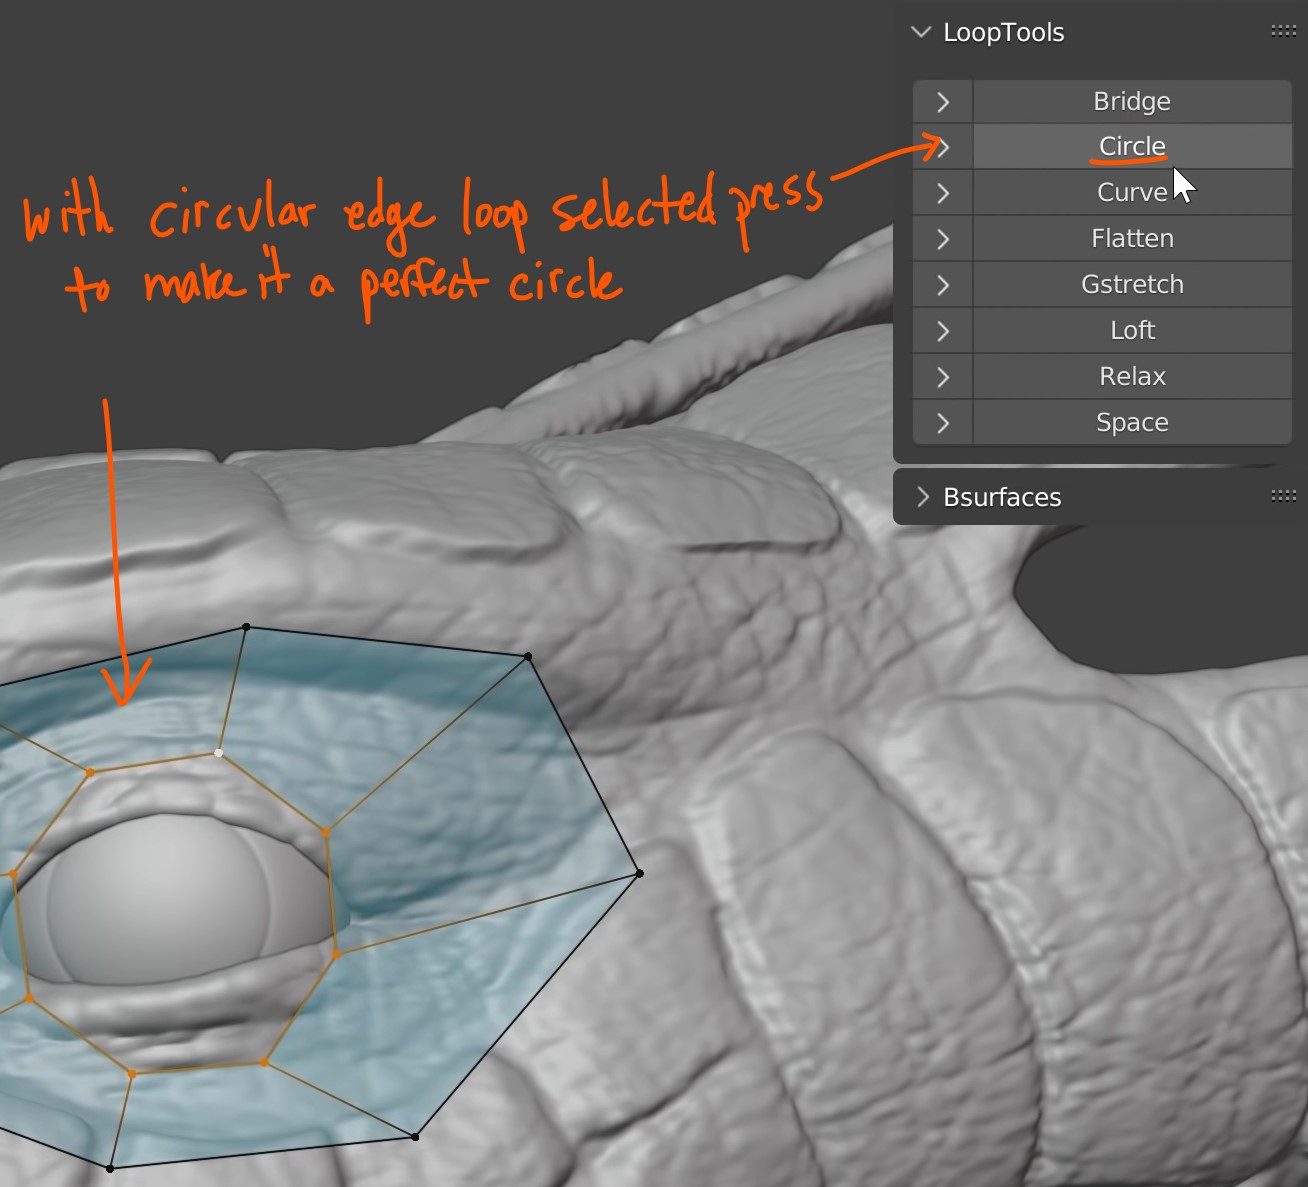 LoopTools
Bridge
Circle
Curve
Flatten
Gstretch
Loft
Relax
Space
Bsurfaces
with circular edge loop selected press
to make it a perfect circle